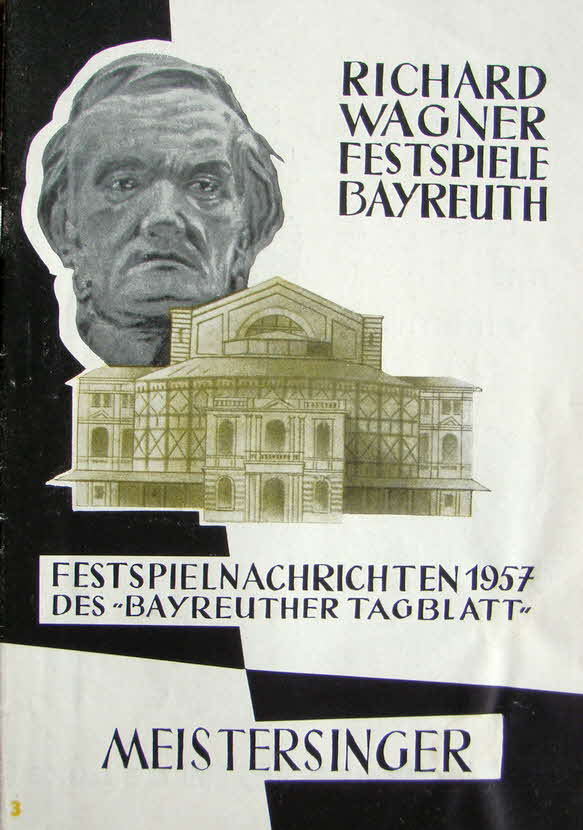 RICHARD
WAGNER
FESTSPIELE
BAYREUTH
FESTSPIELNACHRICHTEN 1957
DES "BAYREUTHER TAGBLATT"
MEISTERSINGER
3